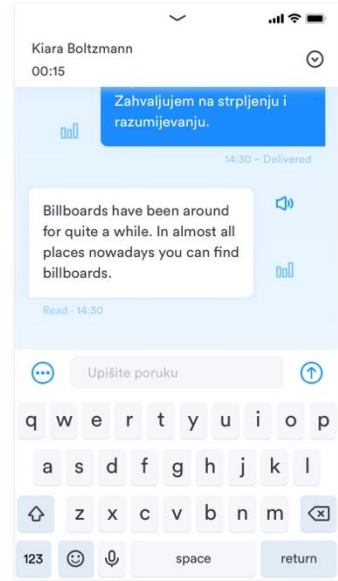 Kiara Boltzmann
00:15
Zahvaljujem na strpljenju i
razumijevanju.
14:30 – Delivered
Billboards have been around
for quite a while. In almost all
places nowadays you can find
billboards.
Read - 14:30
Upišite poruku
q w e r t y u i o p
a s d f g h j k l
z x c v b n m
123 space return